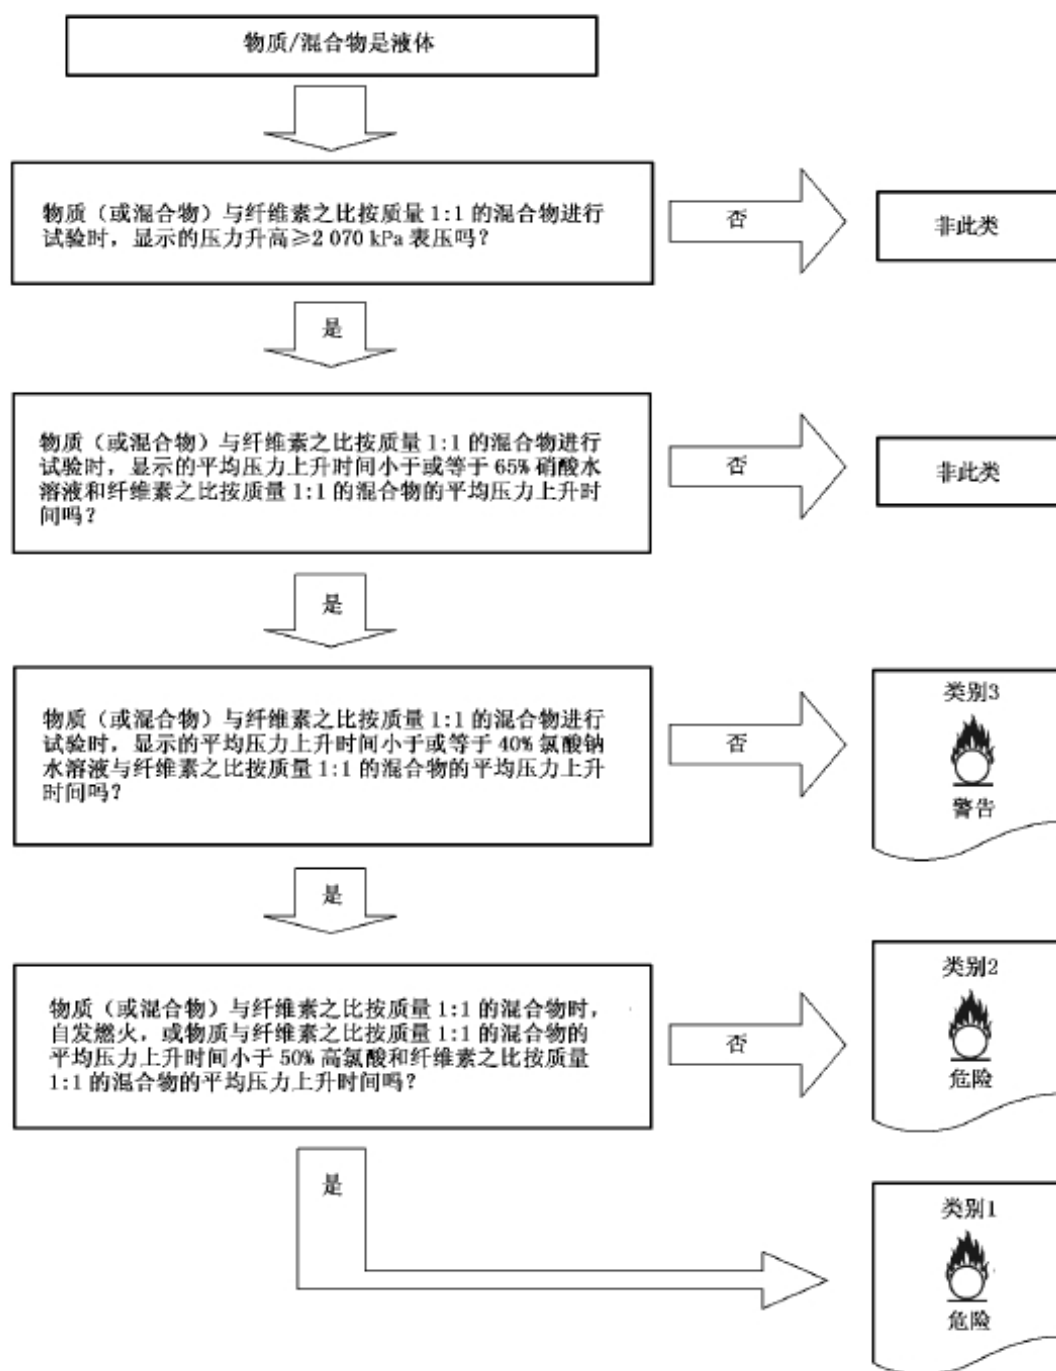 物质/混合物是液体
物质（或混合物）与纤维素之比按质量 1:1 的混合物进行
试验时，显示的压力升高≥2 070 kPa 表压吗？
否
非此类
是
物质（或混合物）与纤维素之比按质量 1:1 的混合物进行
试验时，显示的平均压力上升时间小于或等于 65% 硝酸水
溶液和纤维素之比按质量 1:1 的混合物的平均压力上升时
间吗？
否
非此类
是
物质（或混合物）与纤维素之比按质量 1:1 的混合物进行
试验时，显示的平均压力上升时间小于或等于 40% 氯酸钠
水溶液与纤维素之比按质量 1:1 的混合物的平均压力上升
时间吗？
否
类别3
警告
是
物质（或混合物）与纤维素之比按质量 1:1 的混合物时，
自发燃火，或物质与纤维素之比按质量 1:1 的混合物的
平均压力上升时间小于 50% 高氯酸和纤维素之比按质量
1:1 的混合物的平均压力上升时间吗？
否
类别2
危险
是
类别1
危险